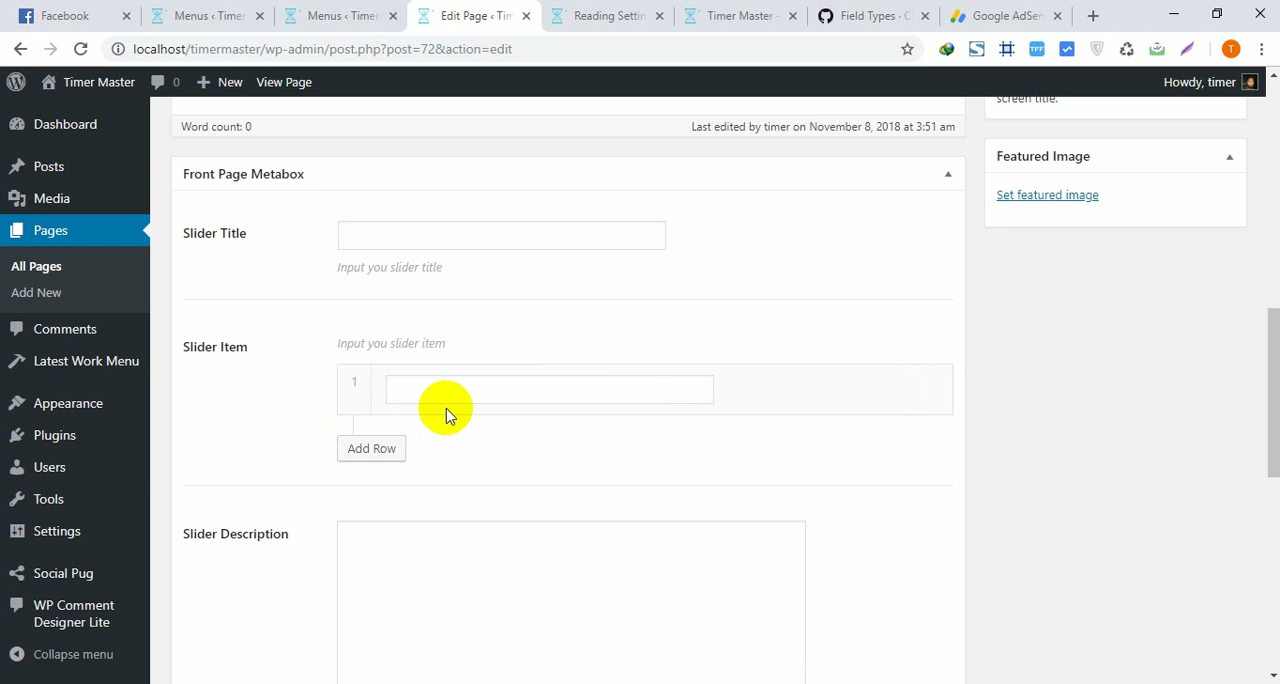 Facebook
Menus ‹ Timer
Menus ‹ Timer
Edit Page ‹ Tim
Reading Settin
Timer Master -
Field Types · C
Google AdSen
localhost/timermaster/wp-admin/post.php?post=72&action=edit
TFF
T
Timer Master
0
New
View Page
Howdy, timer
Dashboard
Posts
Media
Pages
All Pages
Add New
Comments
Latest Work Menu
Appearance
Plugins
Users
Tools
Settings
Social Pug
WP Comment
Designer Lite
Collapse menu
Word count: 0
Last edited by timer on November 8, 2018 at 3:51 am
Front Page Metabox
Slider Title
Input you slider title
Slider Item
Input you slider item
1
Add Row
Slider Description
screen title.
Featured Image
Set featured image